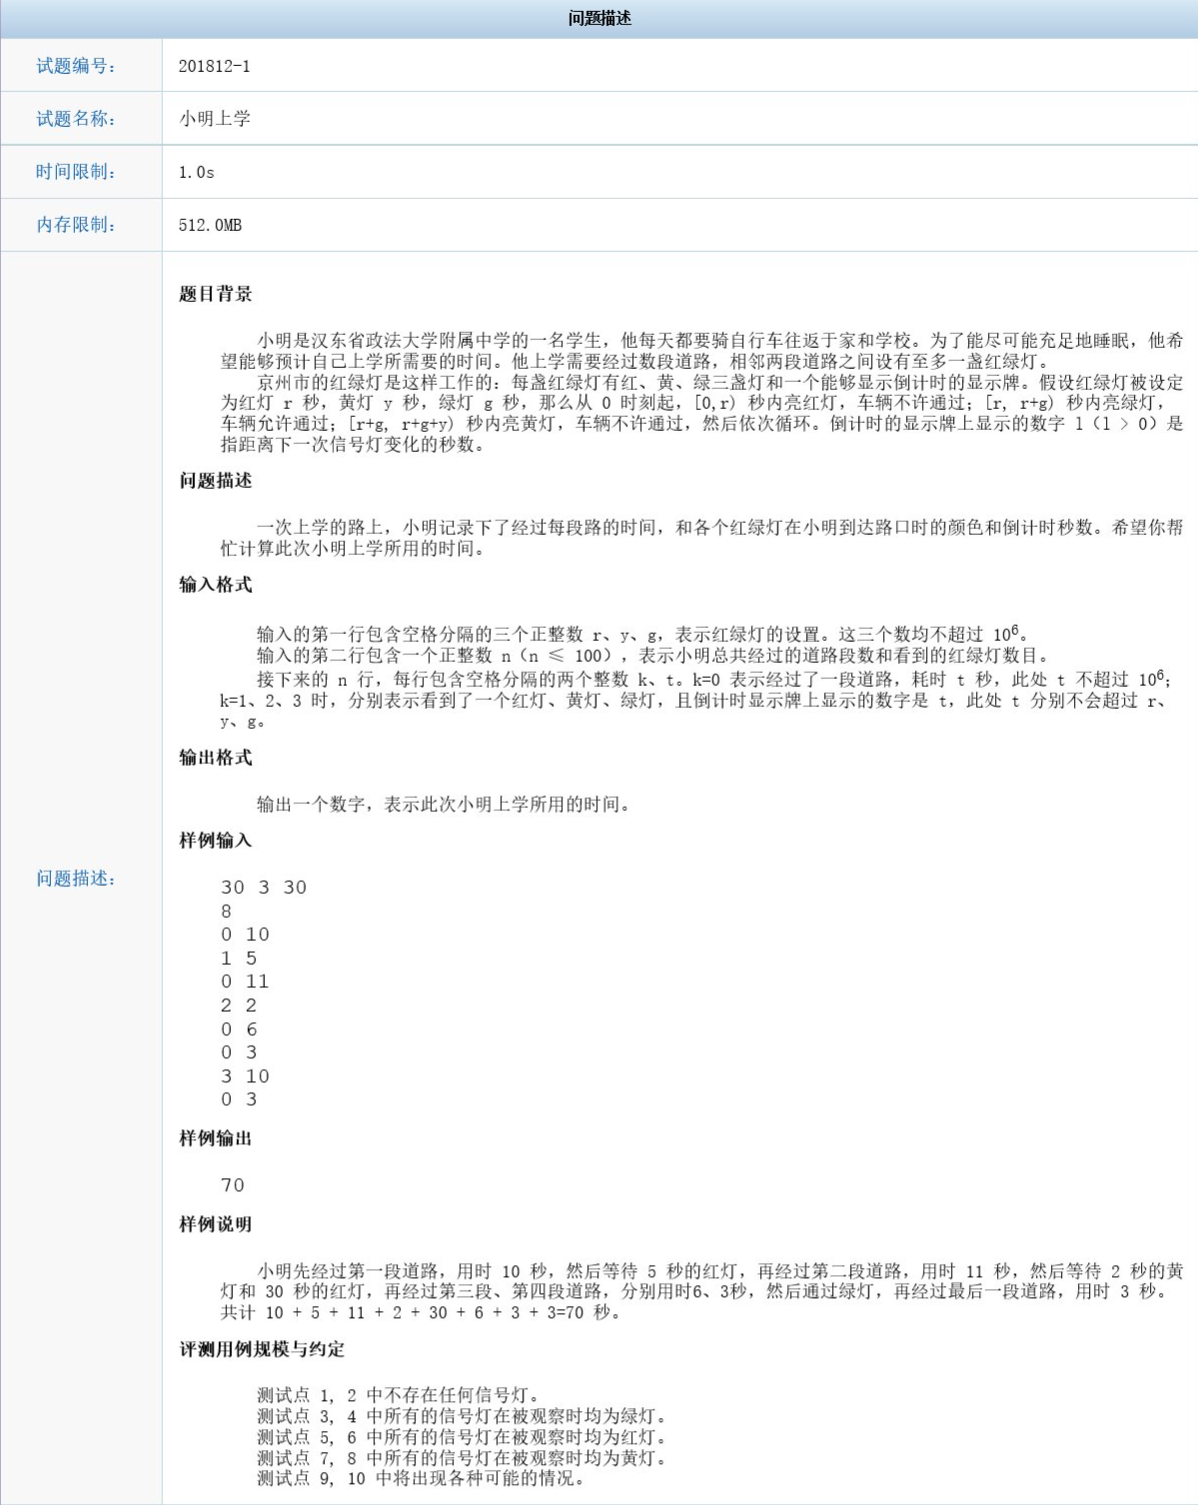 问题描述
试题编号： 201812-1
试题名称： 小明上学
时间限制： 1.0s
内存限制： 512.0MB
问题描述：
题目背景
小明是汉东省政法大学附属中学的一名学生，他每天都要骑自行车往返于家和学校。为了能尽可能充足地睡眠，他希
望能够预计自己上学所需要的时间。他上学需要经过数段道路，相邻两段道路之间设有至多一盏红绿灯。
京州市的红绿灯是这样工作的：每盏红绿灯有红、黄、绿三盏灯和一个能够显示倒计时的显示牌。假设红绿灯被设定
为红灯 r 秒，黄灯 y 秒，绿灯 g 秒，那么从 0 时刻起，[0,r) 秒内亮红灯，车辆不许通过；[r, r+g) 秒内亮绿灯，
车辆允许通过；[r+g, r+g+y) 秒内亮黄灯，车辆不许通过，然后依次循环。倒计时的显示牌上显示的数字 l（l > 0）是
指距离下一次信号灯变化的秒数。
问题描述
一次上学的路上，小明记录下了经过每段路的时间，和各个红绿灯在小明到达路口时的颜色和倒计时秒数。希望你帮
忙计算此次小明上学所用的时间。
输入格式
输入的第一行包含空格分隔的三个正整数 r、y、g，表示红绿灯的设置。这三个数均不超过 10⁶。
输入的第二行包含一个正整数 n（n ≤ 100），表示小明总共经过的道路段数和看到的红绿灯数目。
接下来的 n 行，每行包含空格分隔的两个整数 k、t。k=0 表示经过了一段道路，耗时 t 秒，此处 t 不超过 10⁶；
k=1、2、3 时，分别表示看到了一个红灯、黄灯、绿灯，且倒计时显示牌上显示的数字是 t，此处 t 分别不会超过 r、
y、g。
输出格式
输出一个数字，表示此次小明上学所用的时间。
样例输入
30 3 30
8
0 10
1 5
0 11
2 2
0 6
0 3
3 10
0 3
样例输出
70
样例说明
小明先经过第一段道路，用时 10 秒，然后等待 5 秒的红灯，再经过第二段道路，用时 11 秒，然后等待 2 秒的黄
灯和 30 秒的红灯，再经过第三段、第四段道路，分别用时6、3秒，然后通过绿灯，再经过最后一段道路，用时 3 秒。
共计 10 + 5 + 11 + 2 + 30 + 6 + 3 + 3=70 秒。
评测用例规模与约定
测试点 1, 2 中不存在任何信号灯。
测试点 3, 4 中所有的信号灯在被观察时均为绿灯。
测试点 5, 6 中所有的信号灯在被观察时均为红灯。
测试点 7, 8 中所有的信号灯在被观察时均为黄灯。
测试点 9, 10 中将出现各种可能的情况。